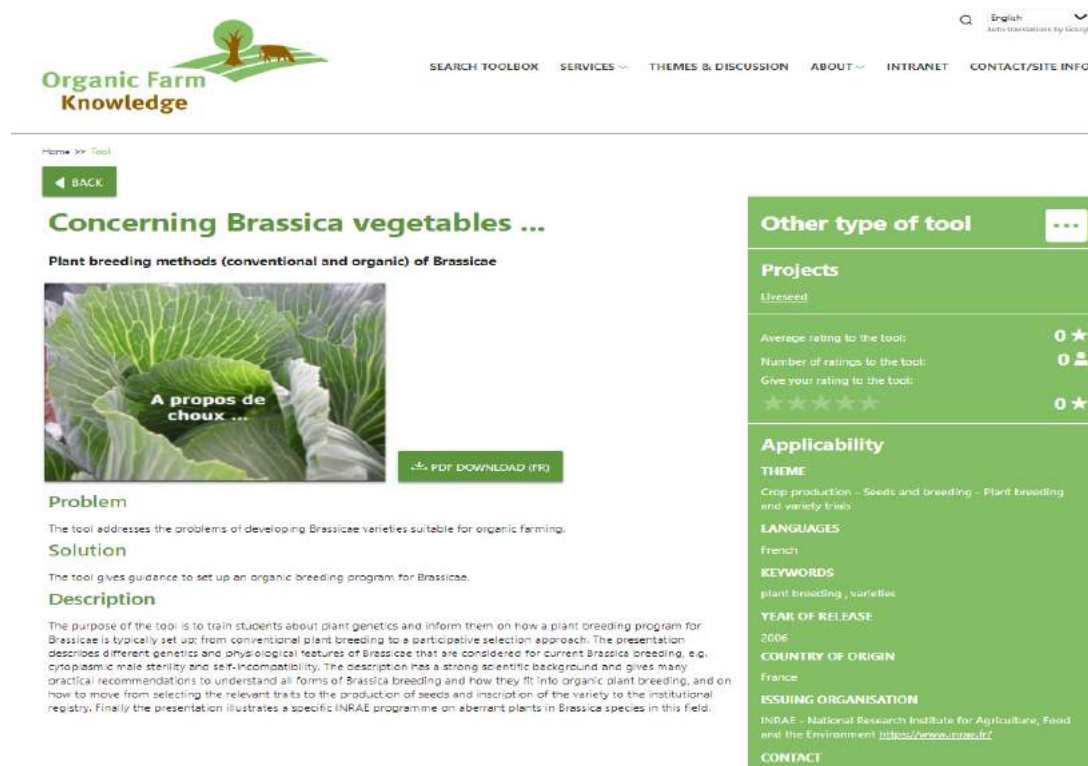 English
Auto translations by Google
Organic Farm
Knowledge
SEARCH TOOLBOX SERVICES THEMES & DISCUSSION ABOUT INTRANET CONTACT/SITE INFO
Home >> Tool
BACK
Concerning Brassica vegetables ...
Plant breeding methods (conventional and organic) of Brassicae
A propos de
choux ...
PDF DOWNLOAD (FR)
Problem
The tool addresses the problems of developing Brassicae varieties suitable for organic farming.
Solution
The tool gives guidance to set up an organic breeding program for Brassicae.
Description
The purpose of the tool is to train students about plant genetics and inform them on how a plant breeding program for
Brassicae is typically set up; from conventional plant breeding to a participative selection approach. The presentation
describes different genetics and physiological features of Brassicae that are considered for current Brassica breeding, e.g.
cytoplasmic male sterility and self-incompatibility. The description has a strong scientific background and gives many
practical recommendations to understand all forms of Brassica breeding and how they fit into organic plant breeding, and on
how to move from selecting the relevant traits to the production of seeds and inscription of the variety to the institutional
registry. Finally the presentation illustrates a specific INRAE programme on aberrant plants in Brassica species in this field.
Other type of tool
Projects
Liveseed
Average rating to the tool: 0
Number of ratings to the tool: 0
Give your rating to the tool:
0
Applicability
THEME
Crop production – Seeds and breeding – Plant breeding
and variety trials
LANGUAGES
French
KEYWORDS
plant breeding , varieties
YEAR OF RELEASE
2006
COUNTRY OF ORIGIN
France
ISSUING ORGANISATION
INRAE – National Research Institute for Agriculture, Food
and the Environment https://www.inrae.fr/
CONTACT